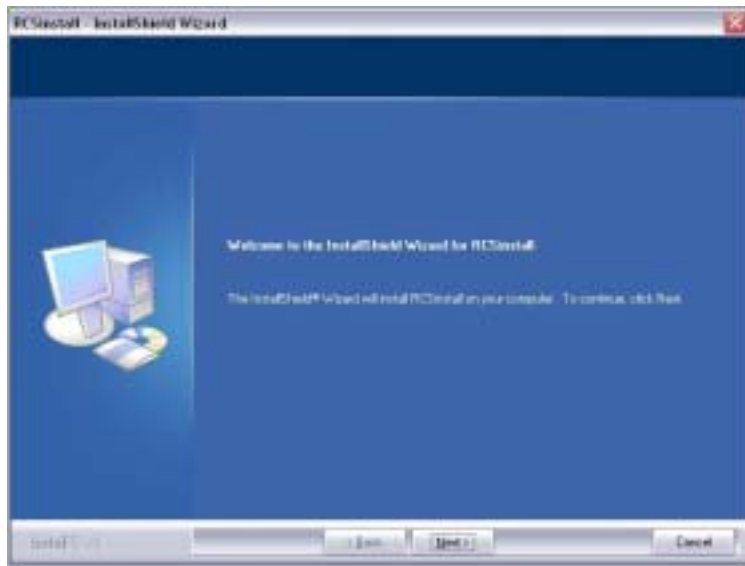 RCSinstall - InstallShield Wizard
Welcome to the InstallShield Wizard for RCSinstall
The InstallShield® Wizard will install RCSinstall on your computer. To continue, click Next.
InstallShield
< Back
Next >
Cancel